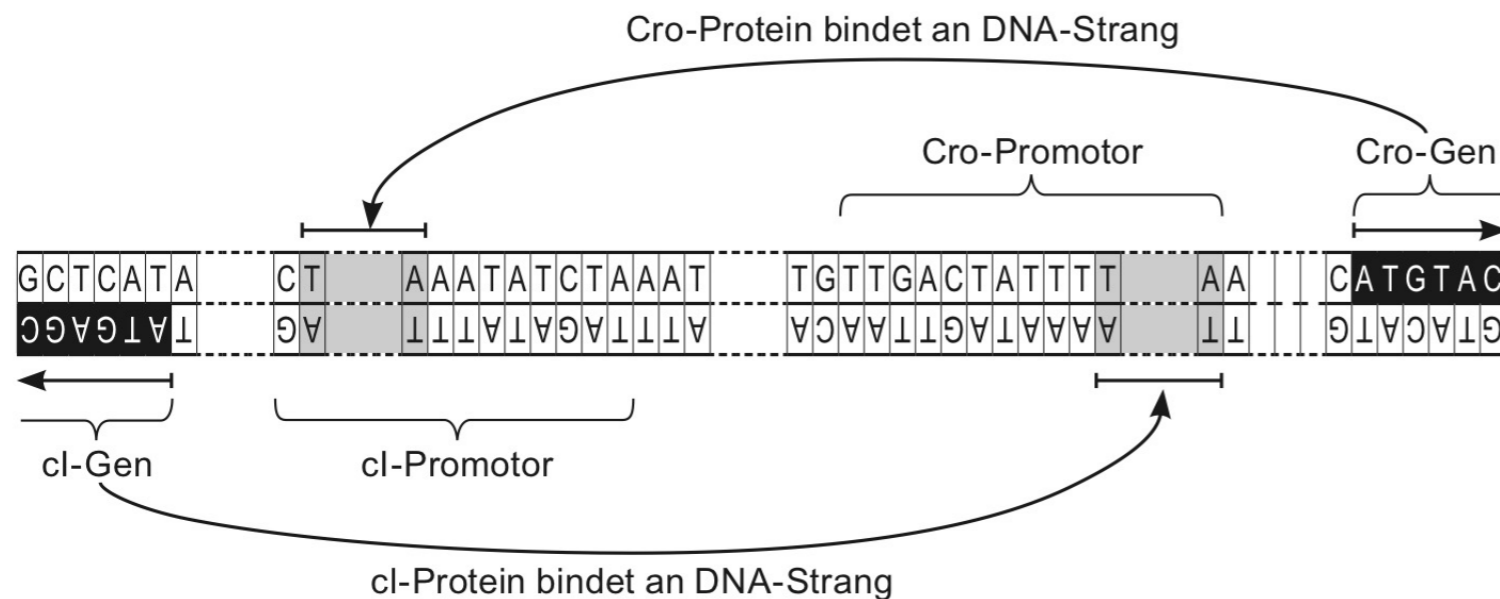 Cro-Protein bindet an DNA-Strang
Cro-Promotor
Cro-Gen
GCTCATA CT AAATATCTAAAT TGTTGACTATTTT AA CATGTAC
CGAGTAT GA TTTATAGATTTA ACAATTGATAAAA TT GTACATG
cI-Gen
cI-Promotor
cI-Protein bindet an DNA-Strang